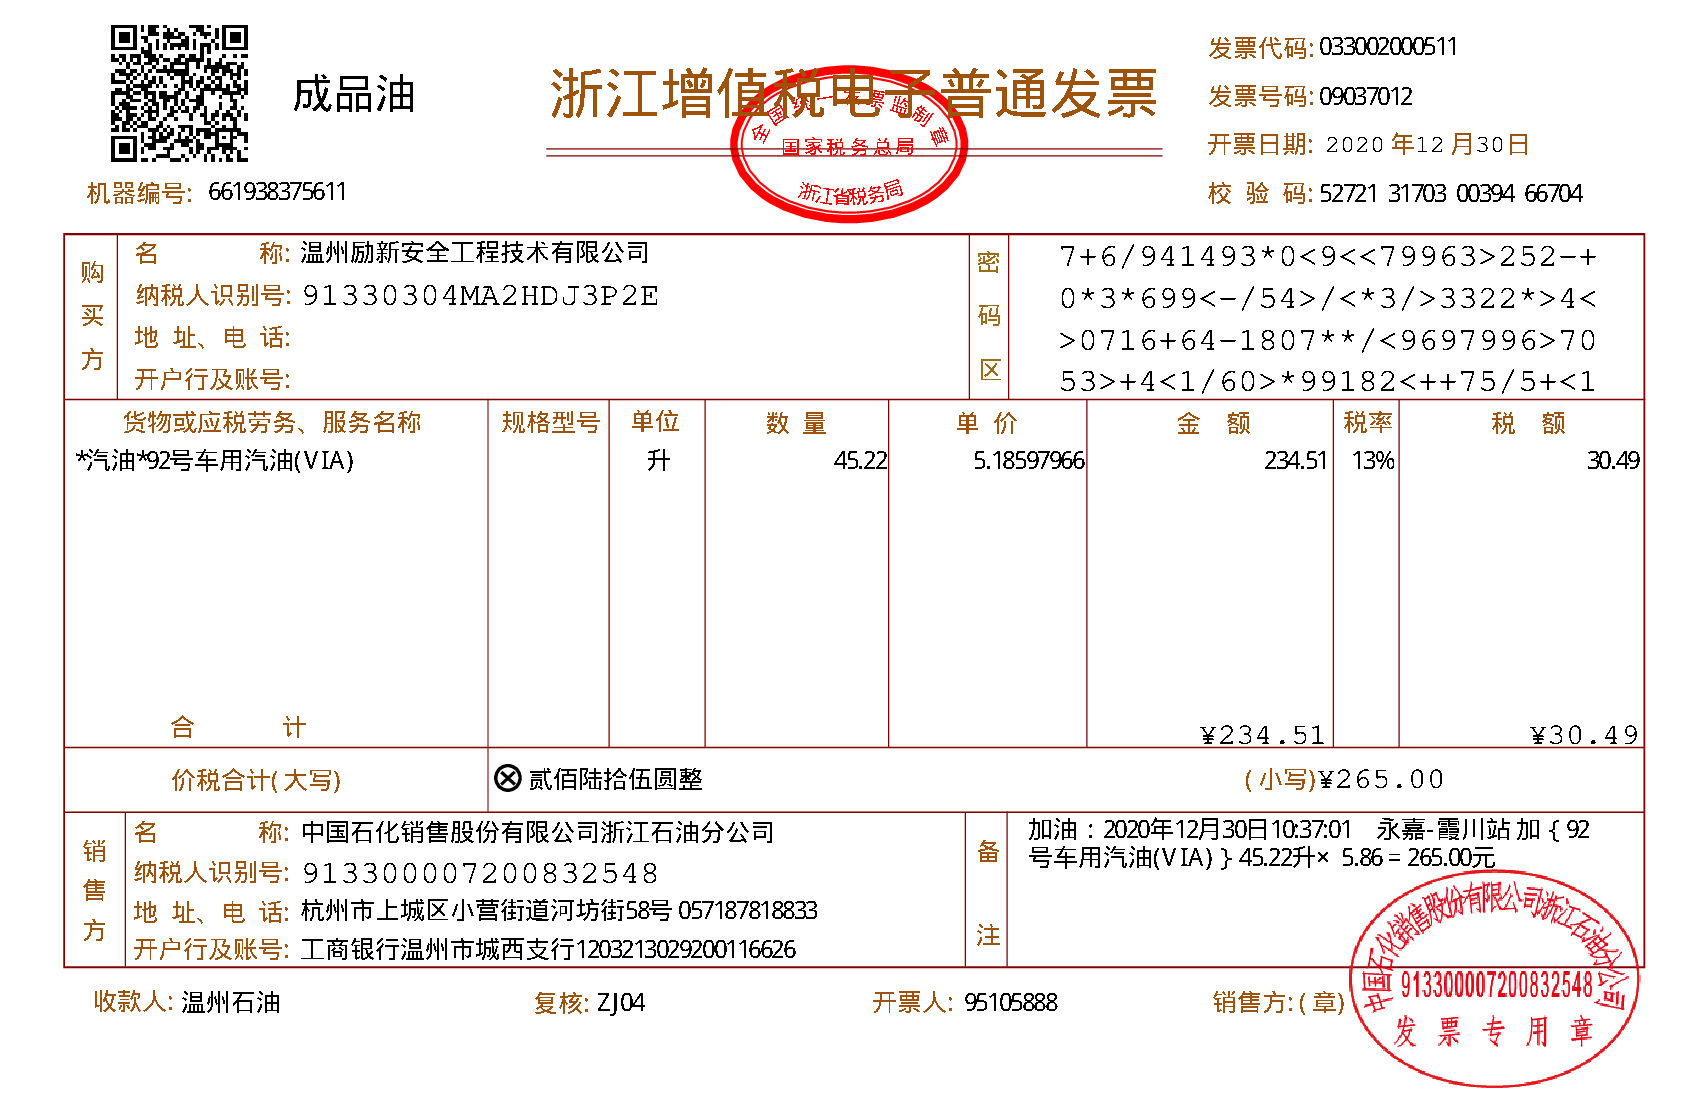 成品油
浙江增值税电子普通发票
全国统一发票监制章
国家税务总局
浙江省税务局
发票代码: 033002000511
发票号码: 09037012
开票日期: 2020 年12 月30日
校 验 码: 52721 31703 00394 66704
机器编号: 661938375611
购买方
名 称: 温州励新安全工程技术有限公司
纳税人识别号: 91330304MA2HDJ3P2E
地 址、电 话:
开户行及账号:
密码区
7+6/941493*0<9<<79963>252-+
0*3*699<-/54>/<*3/>3322*>4<
>0716+64-1807**/<9697996>70
53>+4<1/60>*99182<++75/5+<1
货物或应税劳务、服务名称 规格型号 单位 数 量 单 价 金 额 税率 税 额
*汽油*92号车用汽油(VIA) 升 45.22 5.18597966 234.51 13% 30.49
合 计 ¥234.51 ¥30.49
价税合计(大写) ⊗ 贰佰陆拾伍圆整 (小写)¥265.00
销售方
名 称: 中国石化销售股份有限公司浙江石油分公司
纳税人识别号: 913300007200832548
地 址、电 话: 杭州市上城区小营街道河坊街58号 057187818833
开户行及账号: 工商银行温州市城西支行1203213029200116626
备注
加油：2020年12月30日10:37:01 永嘉-霞川站 加｛92
号车用汽油(VIA)｝45.22升× 5.86 = 265.00元
收款人: 温州石油 复核: ZJ04 开票人: 95105888 销售方: (章)
中国石化销售股份有限公司浙江石油分公司
913300007200832548
发票专用章